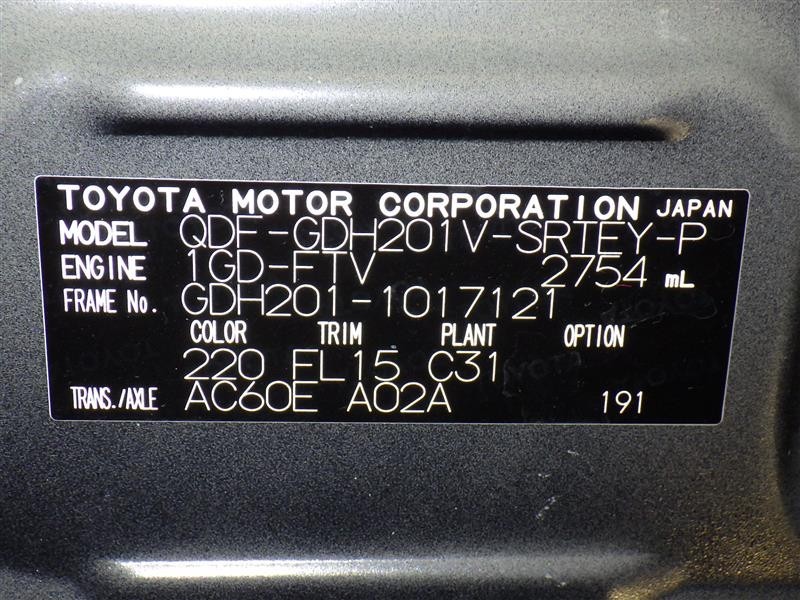 TOYOTA MOTOR CORPORATION JAPAN
MODEL QDF-GDH201V-SRTEY-P
ENGINE 1GD-FTV 2754 mL
FRAME No. GDH201-1017121
COLOR TRIM PLANT OPTION
220 FL15 C31
TRANS./AXLE AC60E A02A 191